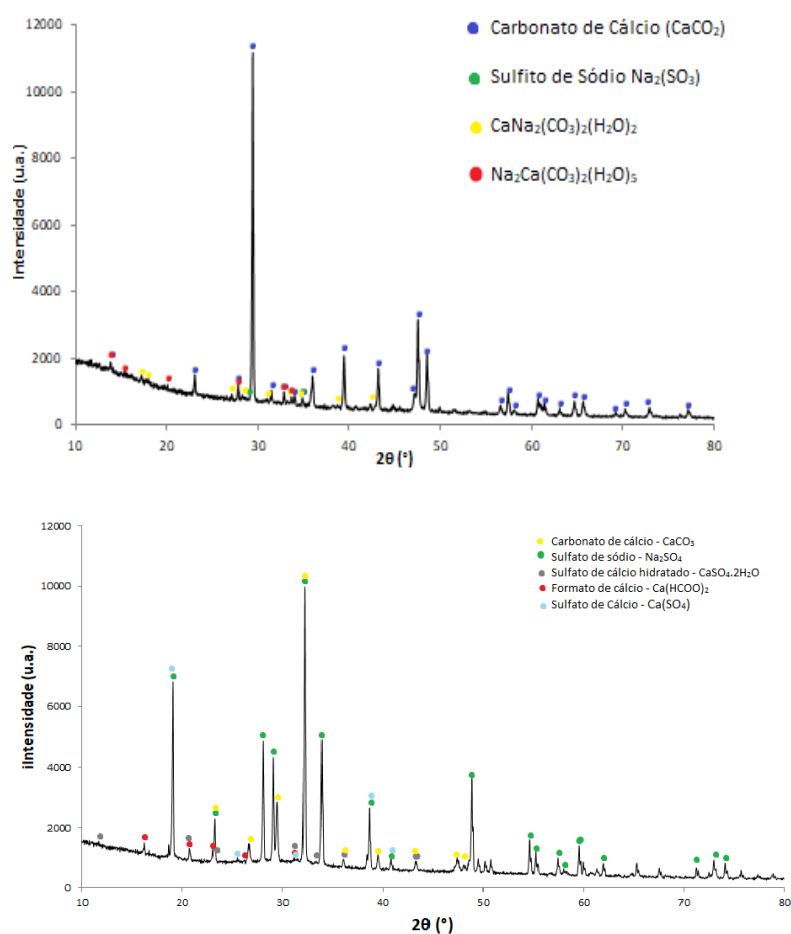 12000
Carbonato de Cálcio (CaCO₂)
10000
Sulfito de Sódio Na₂(SO₃)
CaNa₂(CO₃)₂(H₂O)₂
8000
Na₂Ca(CO₃)₂(H₂O)₅
6000
Intensidade (u.a.)
4000
2000
0
10 20 30 40 50 60 70 80
2θ (°)
12000
Carbonato de cálcio - CaCO₃
Sulfato de sódio - Na₂SO₄
Sulfato de cálcio hidratado - CaSO₄.2H₂O
Formato de cálcio - Ca(HCOO)₂
Sulfato de Cálcio - Ca(SO₄)
10000
8000
6000
iIntensidade (u.a.)
4000
2000
0
10 20 30 40 50 60 70 80
2θ (°)